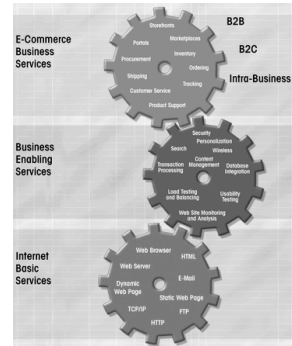 E-Commerce
Business
Services
B2B
B2C
Intra-Business
Storefronts
Marketplaces
Portals
Inventory
Procurement
Ordering
Shipping
Tracking
Customer Service
Product Support
Business
Enabling
Services
Security
Personalization
Search
Wireless
Content
Management
Transaction
Processing
Database
Integration
Load Testing
and Balancing
Usability
Testing
Web Site Monitoring
and Analysis
Internet
Basic
Services
Web Browser
HTML
Web Server
E-Mail
Dynamic
Web Page
Static Web Page
TCP/IP
FTP
HTTP